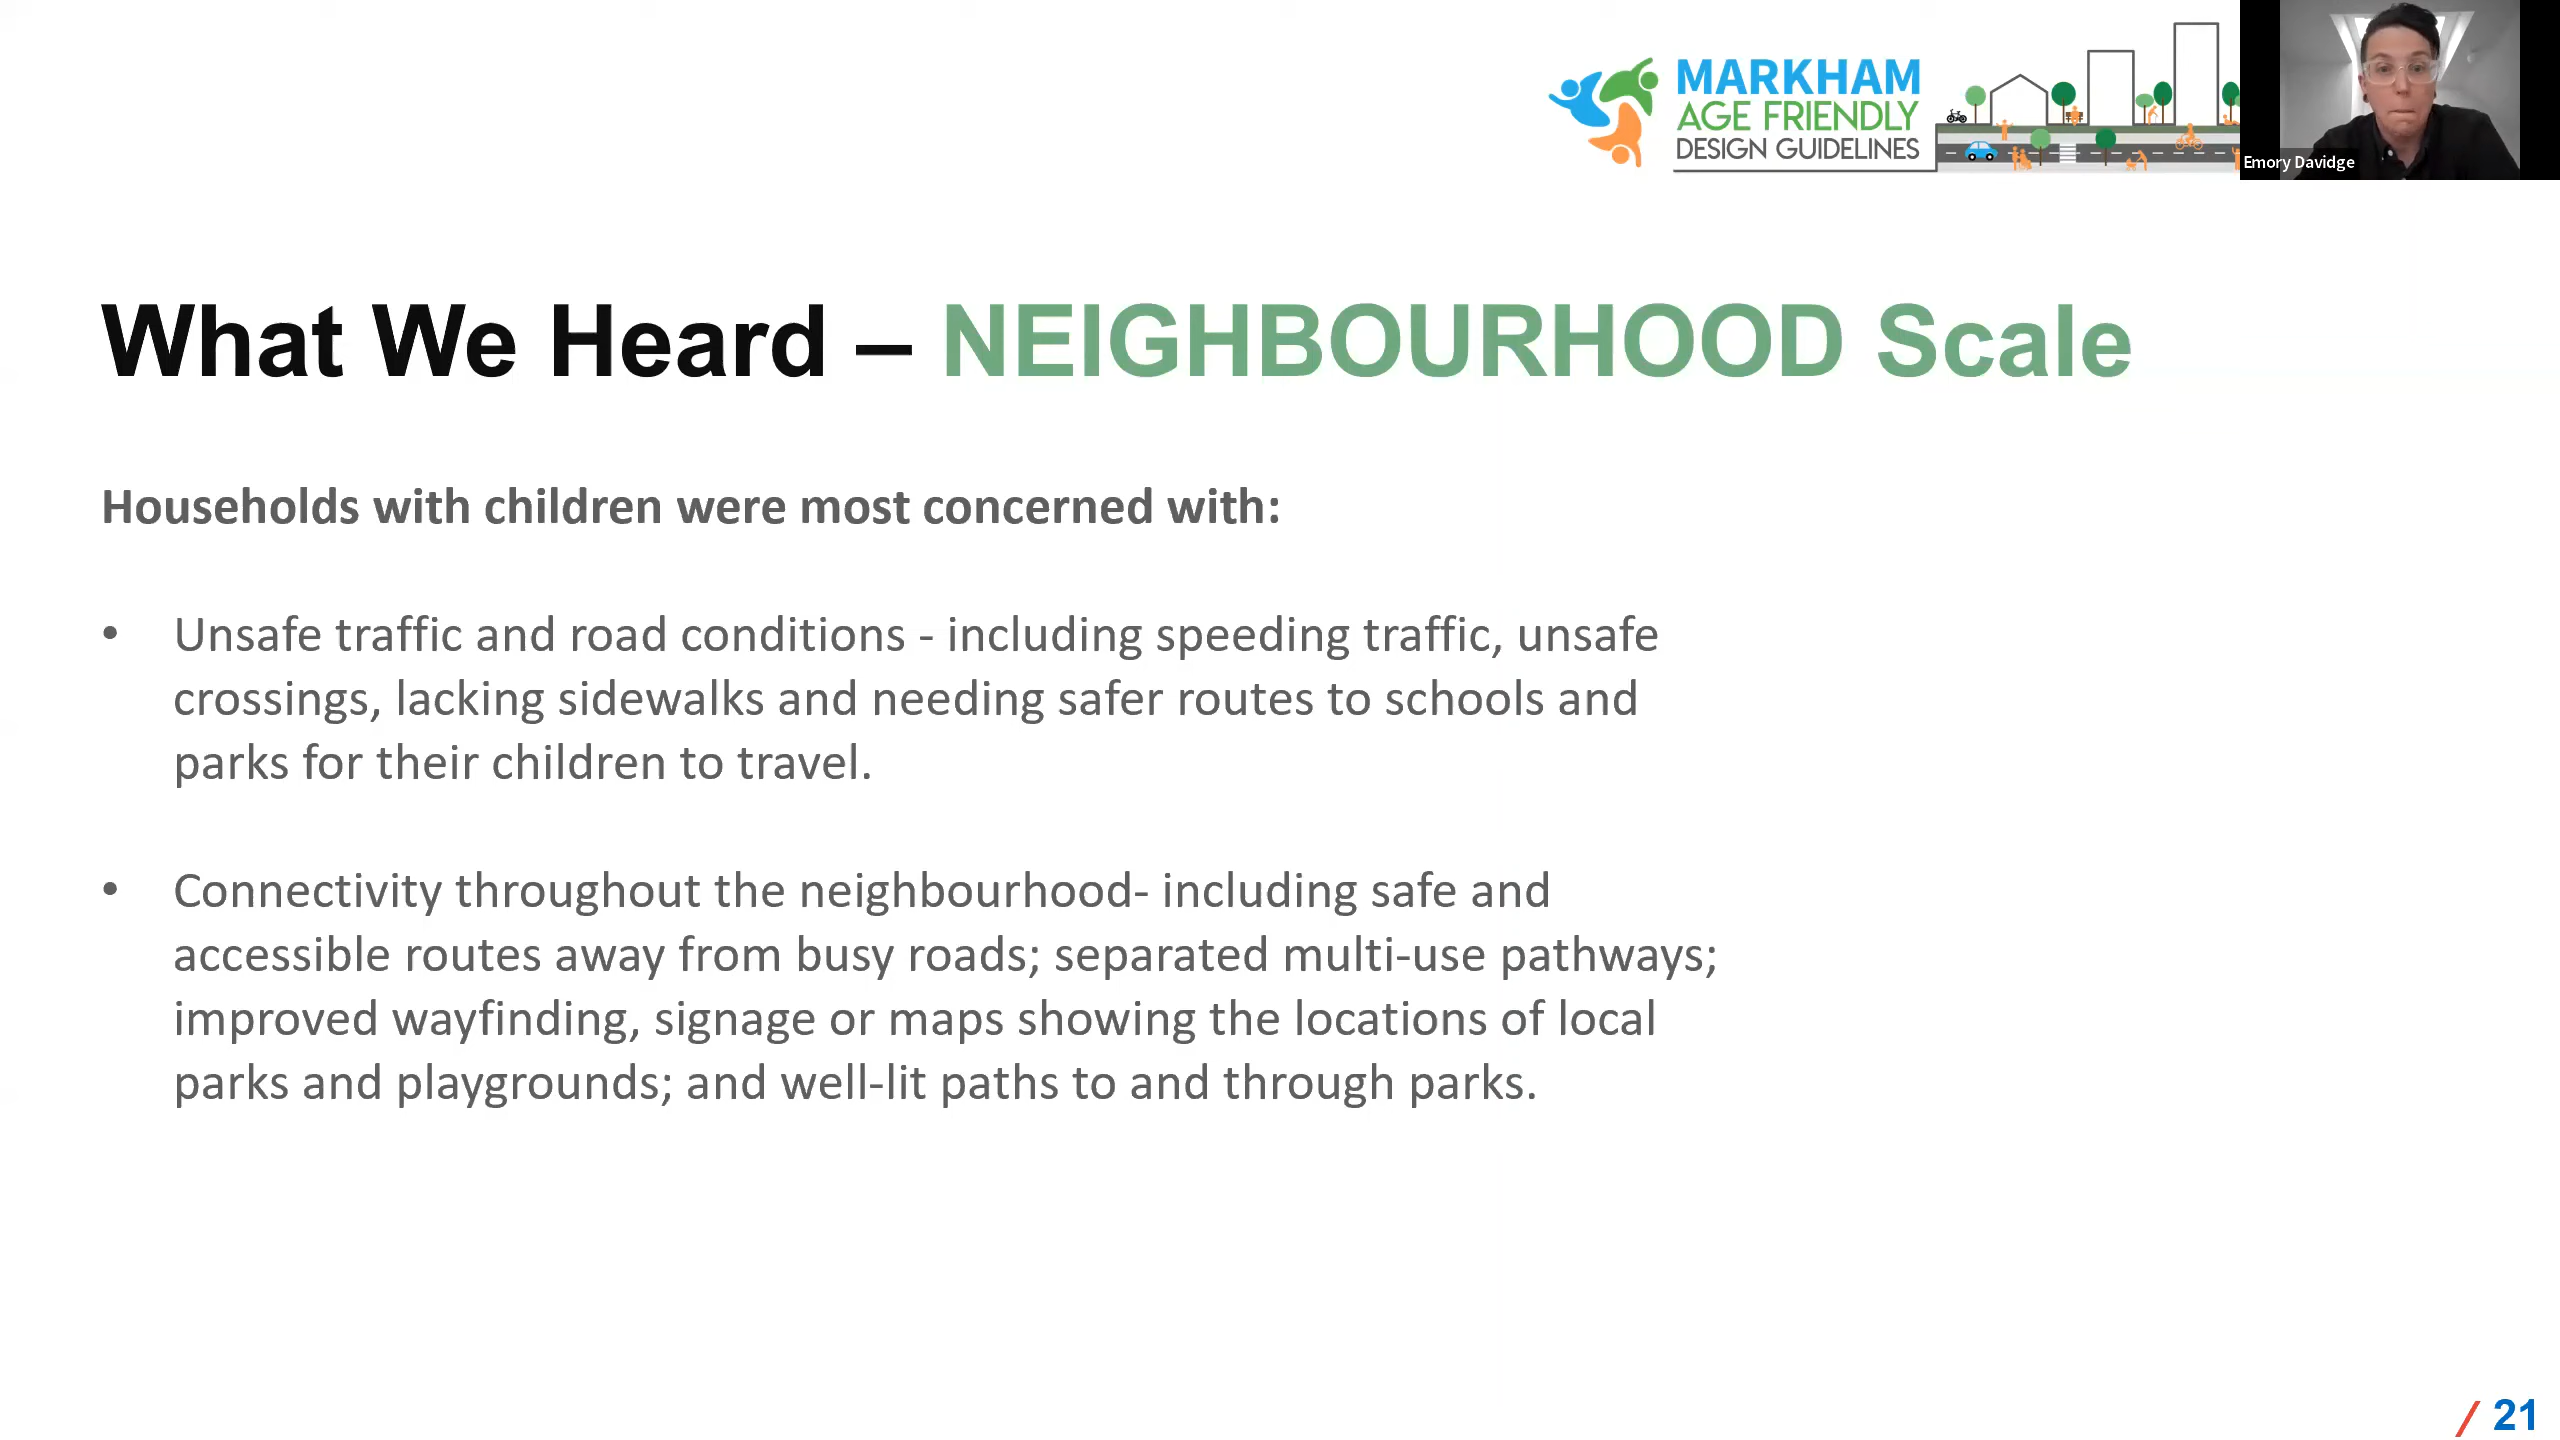 MARKHAM
AGE FRIENDLY
DESIGN GUIDELINES
Emory Davidge
What We Heard – NEIGHBOURHOOD Scale
Households with children were most concerned with:
• Unsafe traffic and road conditions - including speeding traffic, unsafe
crossings, lacking sidewalks and needing safer routes to schools and
parks for their children to travel.
• Connectivity throughout the neighbourhood- including safe and
accessible routes away from busy roads; separated multi-use pathways;
improved wayfinding, signage or maps showing the locations of local
parks and playgrounds; and well-lit paths to and through parks.
/ 21